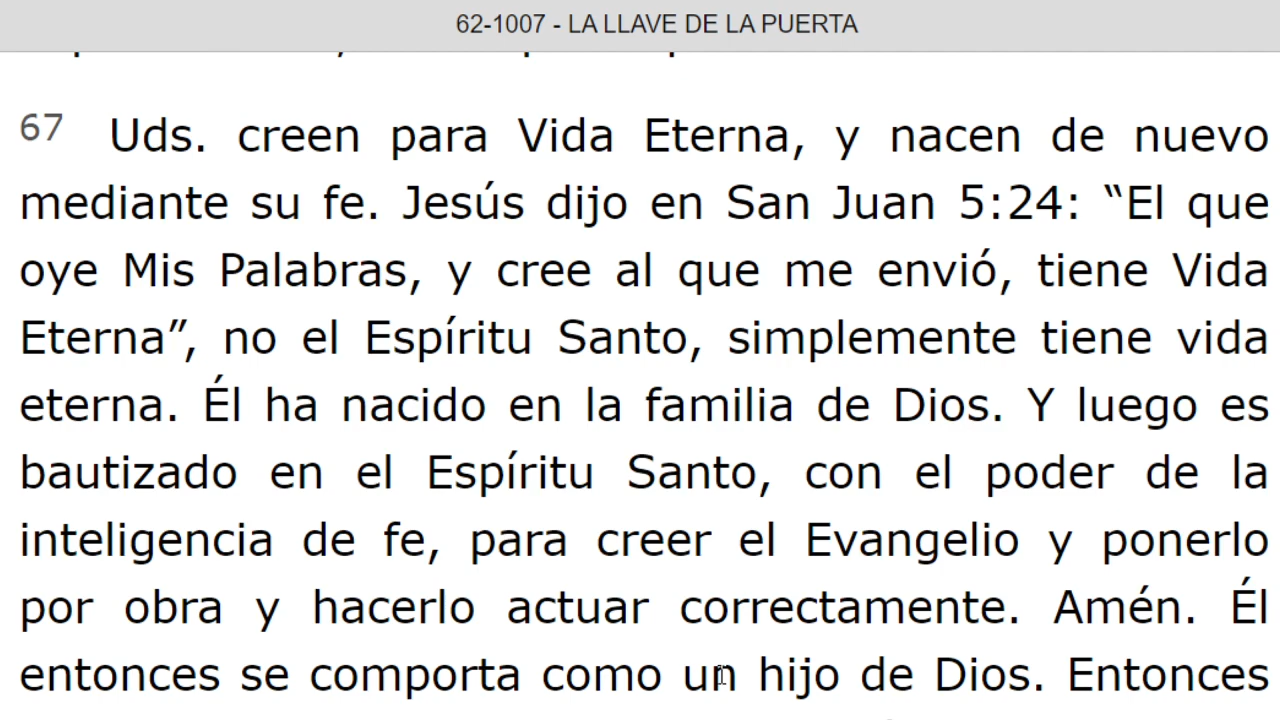 62-1007 - LA LLAVE DE LA PUERTA
67 Uds. creen para Vida Eterna, y nacen de nuevo
mediante su fe. Jesús dijo en San Juan 5:24: “El que
oye Mis Palabras, y cree al que me envió, tiene Vida
Eterna”, no el Espíritu Santo, simplemente tiene vida
eterna. Él ha nacido en la familia de Dios. Y luego es
bautizado en el Espíritu Santo, con el poder de la
inteligencia de fe, para creer el Evangelio y ponerlo
por obra y hacerlo actuar correctamente. Amén. Él
entonces se comporta como un hijo de Dios. Entonces